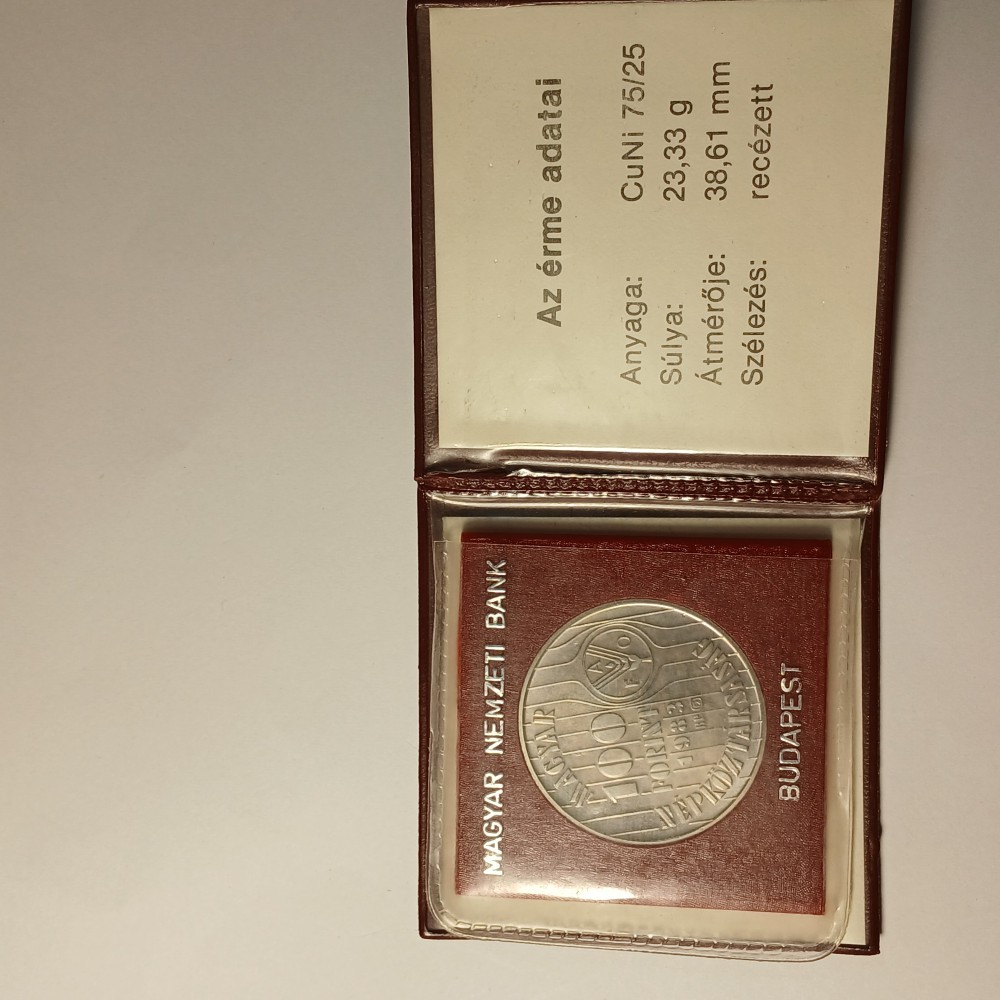 Az érme adatai
Anyaga: CuNi 75/25
Súlya: 23,33 g
Átmérője: 38,61 mm
Szélezés: recézett
MAGYAR NEMZETI BANK
MAGYAR
100
FORINT
1983
NÉPKÖZTÁRSASÁG
BUDAPEST